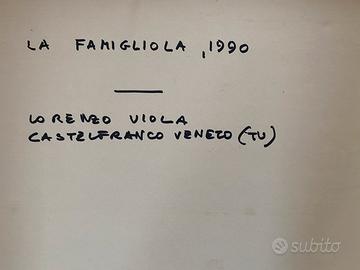 LA FAMIGLIOLA, 1990
LORENZO VIOLA
CASTELFRANCO VENETO (TV)
subito